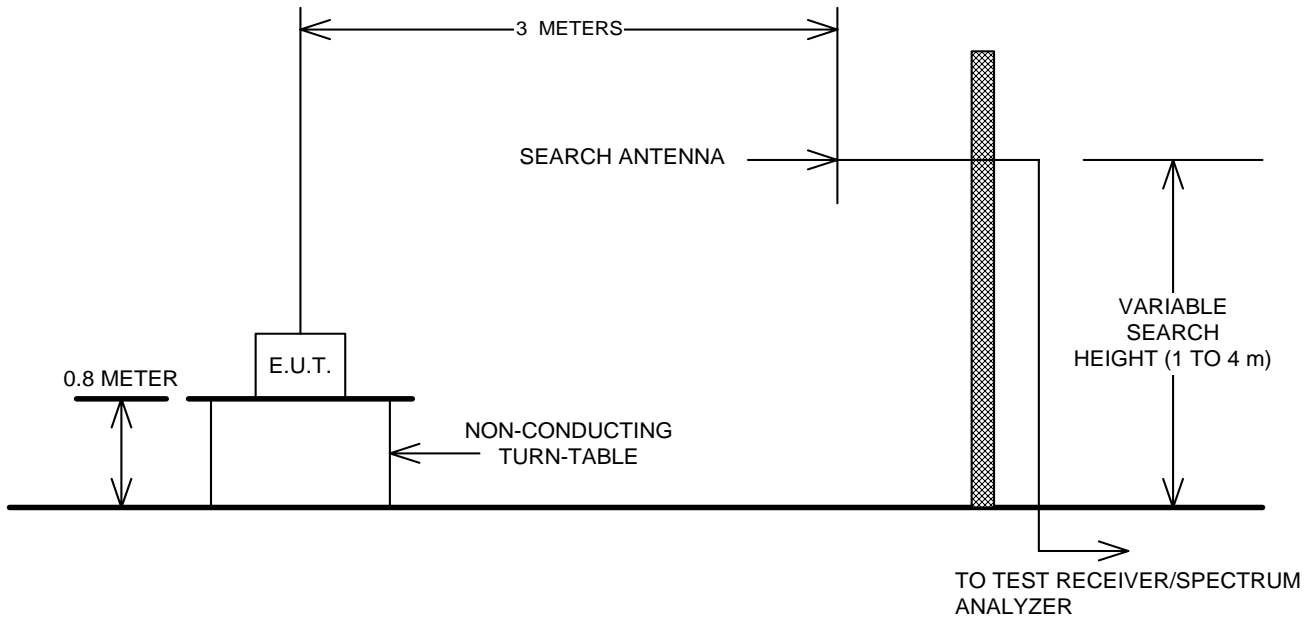 3 METERS
SEARCH ANTENNA
VARIABLE
SEARCH
HEIGHT (1 TO 4 m)
E.U.T.
0.8 METER
NON-CONDUCTING
TURN-TABLE
TO TEST RECEIVER/SPECTRUM
ANALYZER